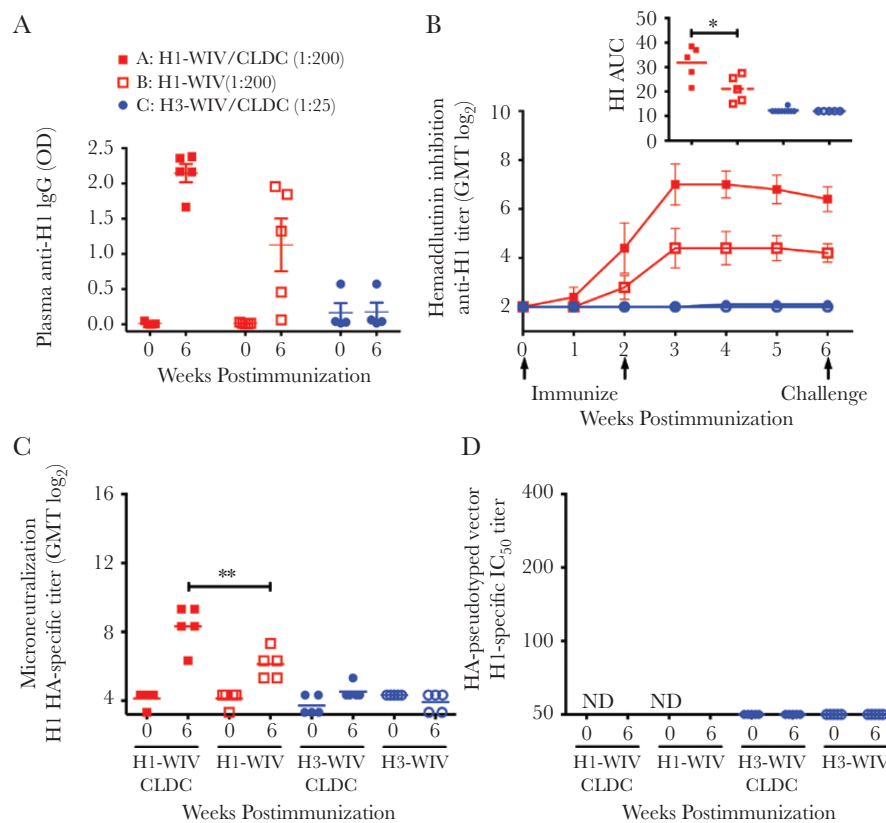 A
A: H1-WIV/CLDC (1:200)
B: H1-WIV(1:200)
C: H3-WIV/CLDC (1:25)
Plasma anti-H1 lgG (OD)
2.5
2.0
1.5
1.0
0.5
0.0
0 6 0 6 0 6
Weeks Postimmunization
B
HI AUC
50
40
30
20
10
0
*
Hemaddlutinin inhibition
anti-H1 titer (GMT log2)
10
8
6
4
2
0 1 2 3 4 5 6
Immunize Challenge
Weeks Postimmunization
C
Microneutralization
H1 HA-specific titer (GMT log2)
16
12
8
4
**
0 6 0 6 0 6 0 6
H1-WIV H1-WIV H3-WIV H3-WIV
CLDC CLDC
Weeks Postimmunization
D
HA-pseudotyped vector
H1-specific IC50 titer
400
200
100
50
ND ND
0 6 0 6 0 6 0 6
H1-WIV H1-WIV H3-WIV H3-WIV
CLDC CLDC
Weeks Postimmunization